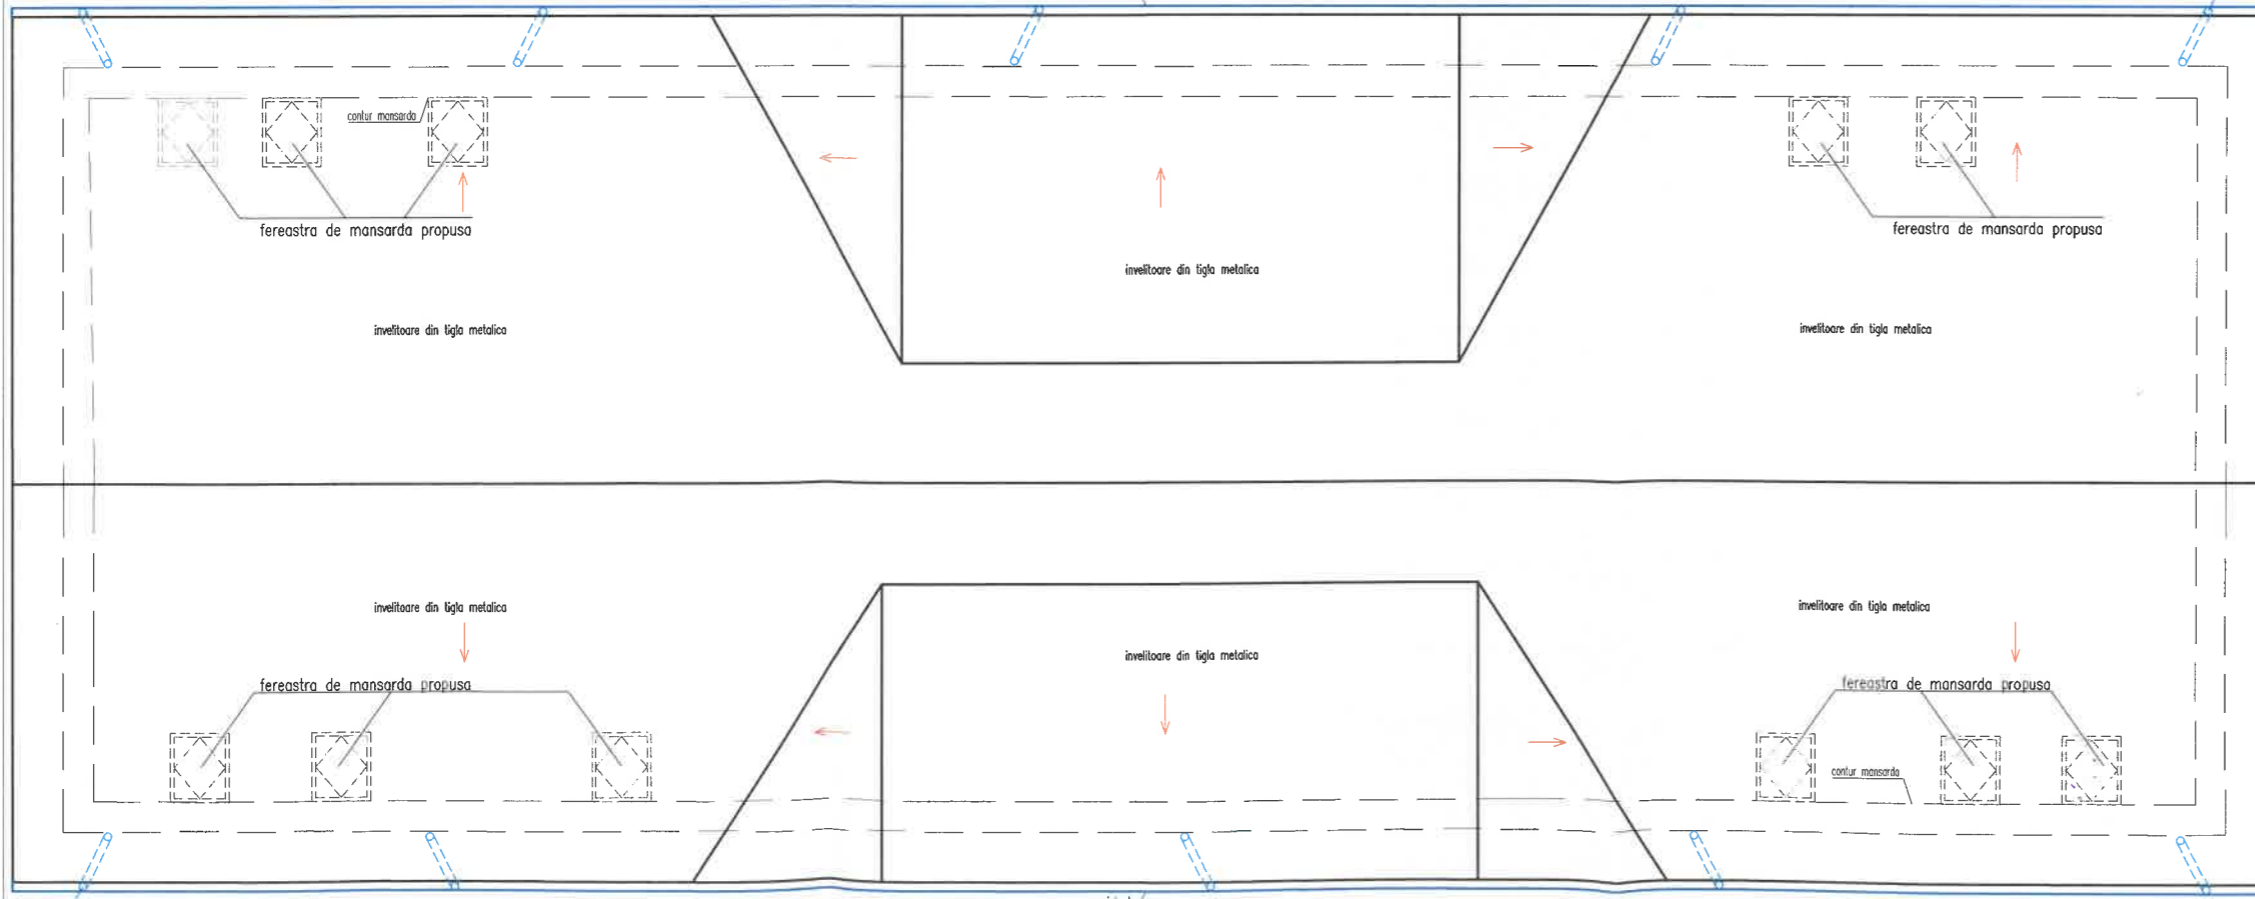 contur mansarda
fereastra de mansarda propusa
fereastra de mansarda propusa
invelitoare din tigla metalica
invelitoare din tigla metalica
invelitoare din tigla metalica
invelitoare din tigla metalica
invelitoare din tigla metalica
invelitoare din tigla metalica
fereastra de mansarda propusa
fereastra de mansarda propusa
contur mansarda